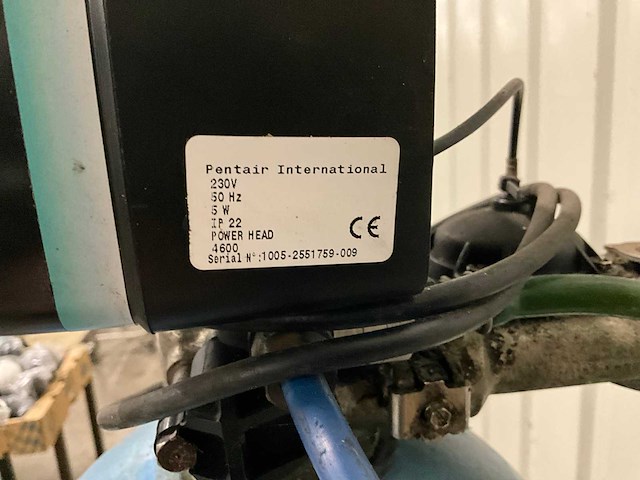 Pentair International
230V
50 Hz
5 W
IP 22
POWER HEAD
4600
CE
Serial N°:1005-2551759-009